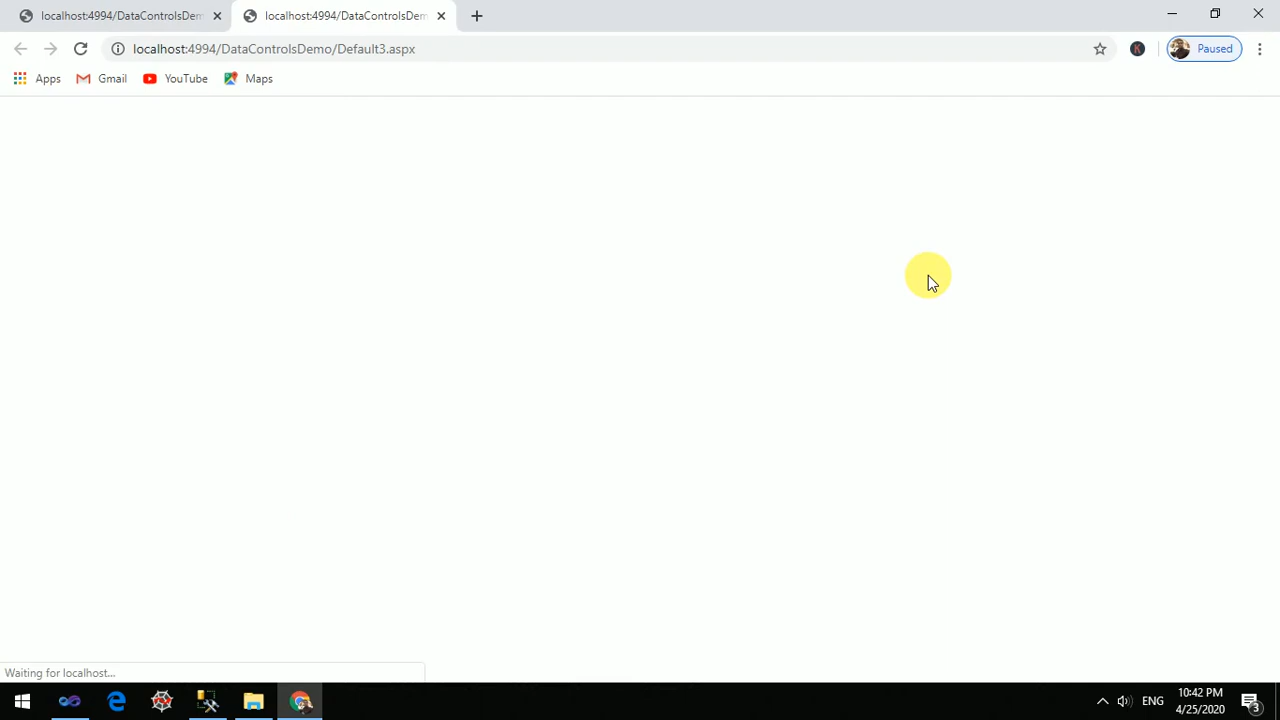 localhost:4994/DataControlsDem
localhost:4994/DataControlsDem
localhost:4994/DataControlsDemo/Default3.aspx
K
Paused
Apps
Gmail
YouTube
Maps
Waiting for localhost...
ENG
10:42 PM
4/25/2020
3